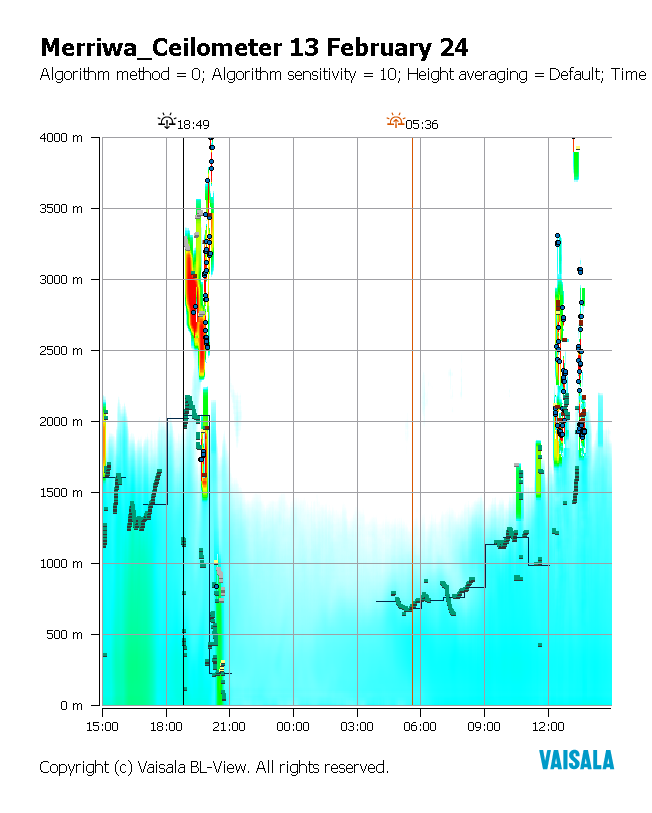 Merriwa_Ceilometer 13 February 24
Algorithm method = 0; Algorithm sensitivity = 10; Height averaging = Default; Time
18:49 05:36
4000 m
3500 m
3000 m
2500 m
2000 m
1500 m
1000 m
500 m
0 m
15:00 18:00 21:00 00:00 03:00 06:00 09:00 12:00
Copyright (c) Vaisala BL-View. All rights reserved.
VAISALA